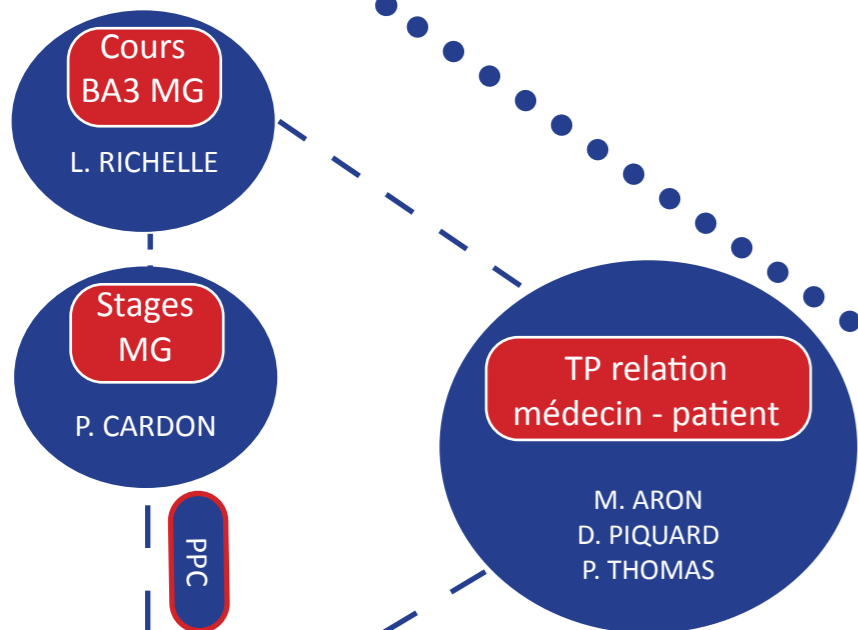 Cours
BA3 MG
L. RICHELLE
Stages
MG
P. CARDON
PPC
TP relation
médecin - patient
M. ARON
D. PIQUARD
P. THOMAS